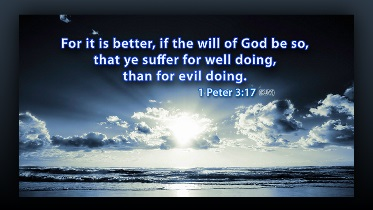 For it is better, if the will of God be so,
that ye suffer for well doing,
than for evil doing.
1 Peter 3:17 (KJV)